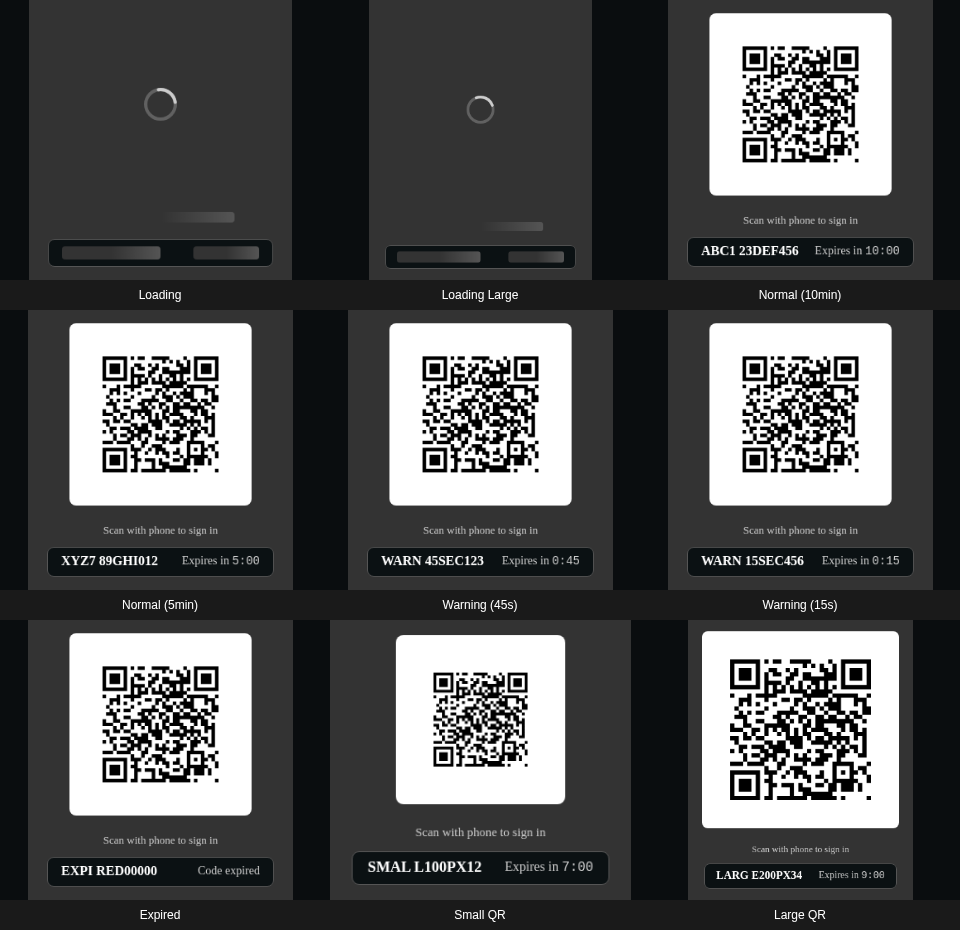 Loading
Loading Large
Scan with phone to sign in
ABC1 23DEF456 Expires in 10:00
Normal (10min)
Scan with phone to sign in
XYZ7 89GHI012 Expires in 5:00
Normal (5min)
Scan with phone to sign in
WARN 45SEC123 Expires in 0:45
Warning (45s)
Scan with phone to sign in
WARN 15SEC456 Expires in 0:15
Warning (15s)
Scan with phone to sign in
EXPI RED00000 Code expired
Expired
Scan with phone to sign in
SMAL L100PX12 Expires in 7:00
Small QR
Scan with phone to sign in
LARG E200PX34 Expires in 9:00
Large QR